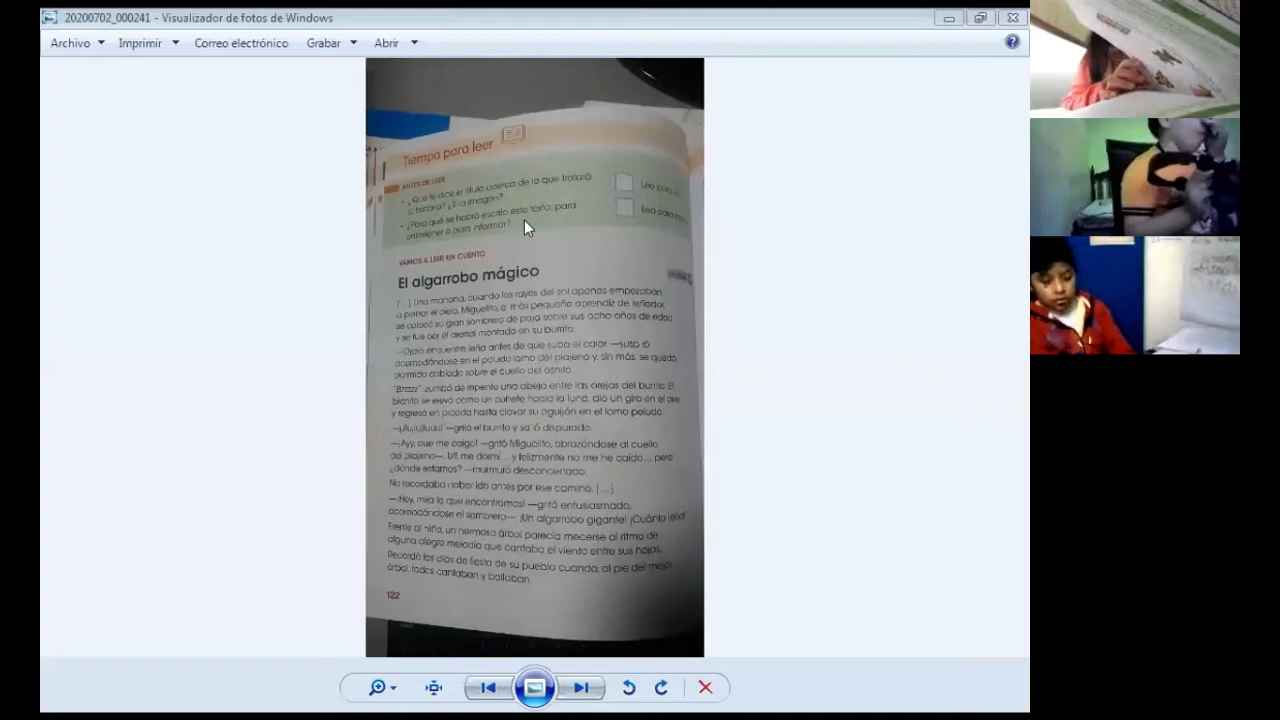 20200702_000241 - Visualizador de fotos de Windows
Archivo Imprimir Correo electrónico Grabar Abrir
Tiempo para leer
ANTES DE LEER
• ¿Qué te dice el título acerca de lo que tratará
la historia? ¿Y la imagen?
• ¿Para qué se habrá escrito este texto: para
entretener o para informar?
Lee para
Lea para
VAMOS A LEER UN CUENTO
El algarrobo mágico
[...] Una mañana, cuando los rayos del sol apenas empezaban
a peinar el cielo, Miguelito, el más pequeño aprendiz de leñador,
se colocó su gran sombrero de paja sobre sus ocho años de edad
y se fue por el arenal montado en su burrito.
—Ojalá encuentre leña antes de que suba el calor —suspiró
acomodándose en el peludo lomo del piajeno y, sin más, se quedó
dormido doblado sobre el cuello del asnito.
"Bzzzzz", zumbó de repente una abeja entre las orejas del burrito. El
bichito se elevó como un cohete hacia la luna, dio un giro en el aire
y regresó en picada hasta clavar su aguijón en el lomo peludo.
—gritó el burrito y salió disparado.
—¡Ayy, que me caigo! —gritó Miguelito, abrazándose al cuello
del piajeno—. Uff, me dormí... y felizmente no me he caído... pero
¿dónde estamos? —murmuró desconcertado.
No recordaba haber ido antes por ese camino. [...]
—¡Hey, mira lo que encontramos! —gritó entusiasmado,
acomodándose el sombrero— ¡Un algarrobo gigante! ¡Cuánta leña!
Frente al niño, un hermoso árbol parecía mecerse al ritmo de
alguna alegre melodía que cantaba el viento entre sus hojas.
Recordó los días de fiesta de su pueblo cuando, al pie del mejor
árbol, todos cantaban y bailaban.
122